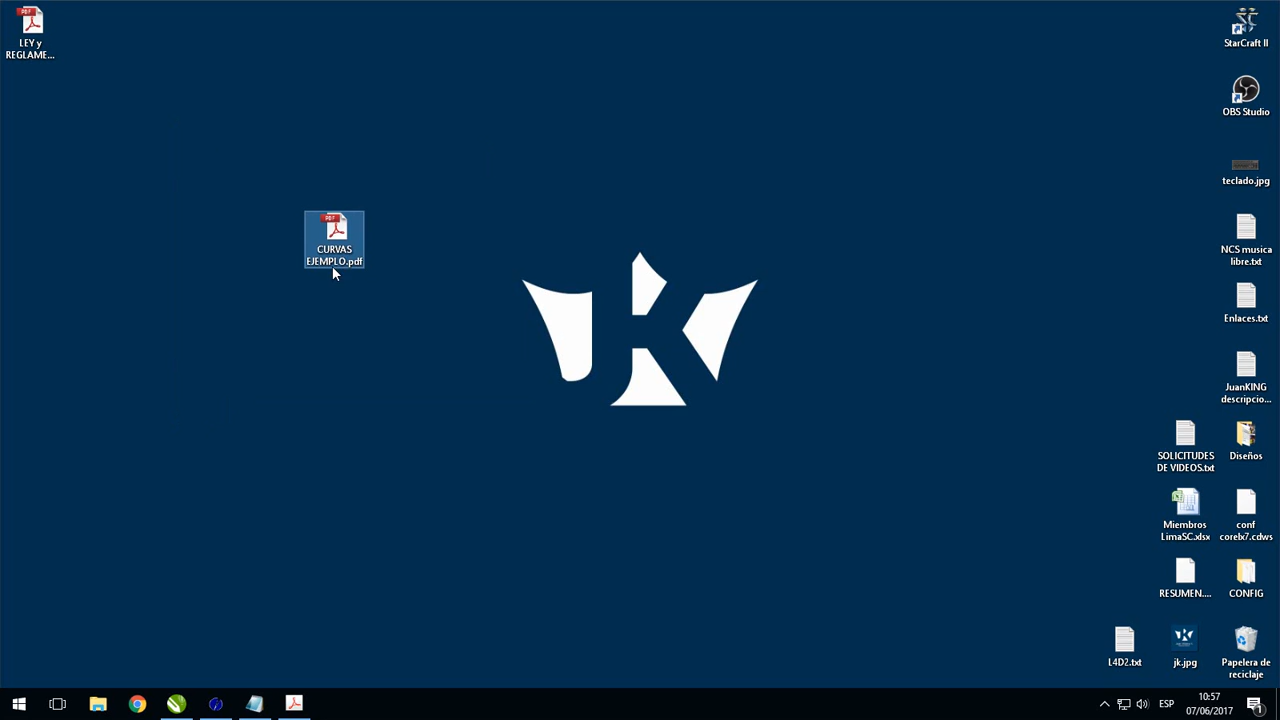 LEY y
REGLAME...
CURVAS
EJEMPLO.pdf
StarCraft II
OBS Studio
teclado.jpg
NCS musica
libre.txt
Enlaces.txt
JuanKING
descripcio...
SOLICITUDES
DE VIDEOS.txt
Diseños
Miembros
LimaSC.xlsx
conf
corelx7.cdws
RESUMEN....
CONFIG
L4D2.txt
jk.jpg
Papelera de
reciclaje
ESP
10:57
07/06/2017